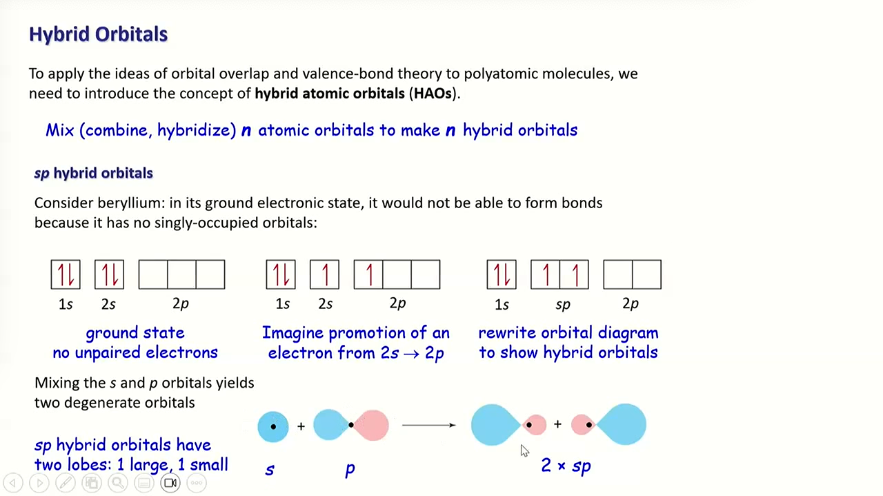 Hybrid Orbitals
To apply the ideas of orbital overlap and valence-bond theory to polyatomic molecules, we
need to introduce the concept of hybrid atomic orbitals (HAOs).
Mix (combine, hybridize) n atomic orbitals to make n hybrid orbitals
sp hybrid orbitals
Consider beryllium: in its ground electronic state, it would not be able to form bonds
because it has no singly-occupied orbitals:
1s 2s 2p
1s 2s 2p
1s sp 2p
ground state
no unpaired electrons
Imagine promotion of an
electron from 2s → 2p
rewrite orbital diagram
to show hybrid orbitals
Mixing the s and p orbitals yields
two degenerate orbitals
sp hybrid orbitals have
two lobes: 1 large, 1 small
+ +
s p 2 × sp